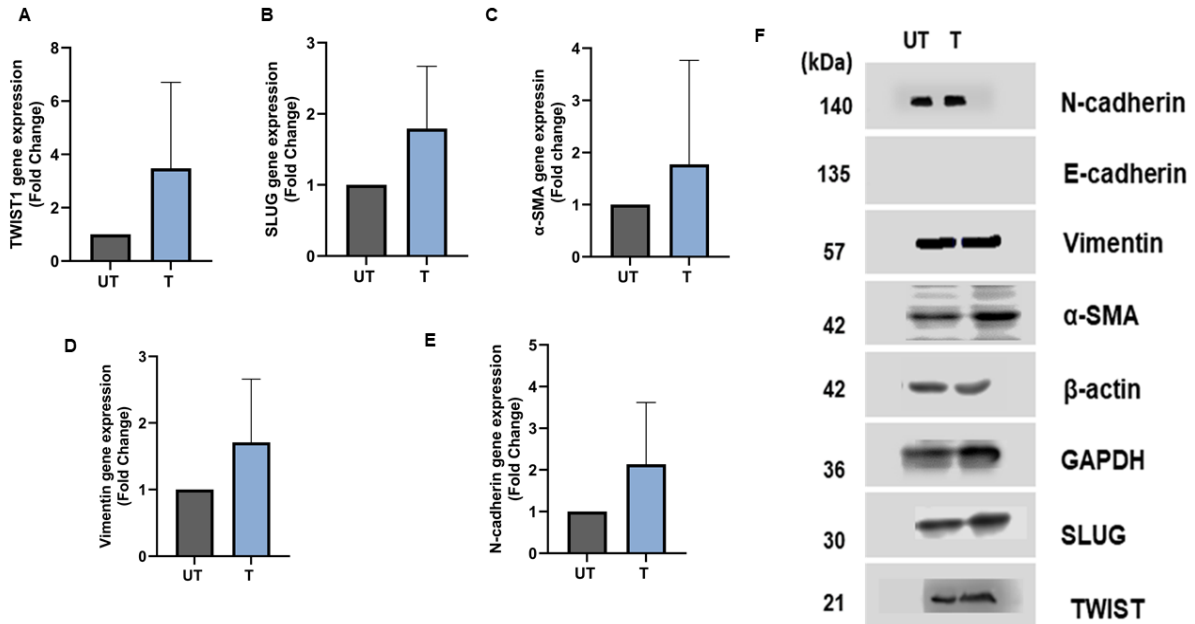 A
TWIST1 gene expression
(Fold Change)
8
6
4
2
0
UT T
B
SLUG gene expression
(Fold Change)
3
2
1
0
UT T
C
α-SMA gene expressin
(Fold change)
4
3
2
1
0
UT T
D
Vimentin gene expression
(Fold Change)
3
2
1
0
UT T
E
N-cadherin gene expression
(Fold Change)
5
4
3
2
1
0
UT T
F
UT T
(kDa)
140 N-cadherin
135 E-cadherin
57 Vimentin
42 α-SMA
42 β-actin
36 GAPDH
30 SLUG
21 TWIST